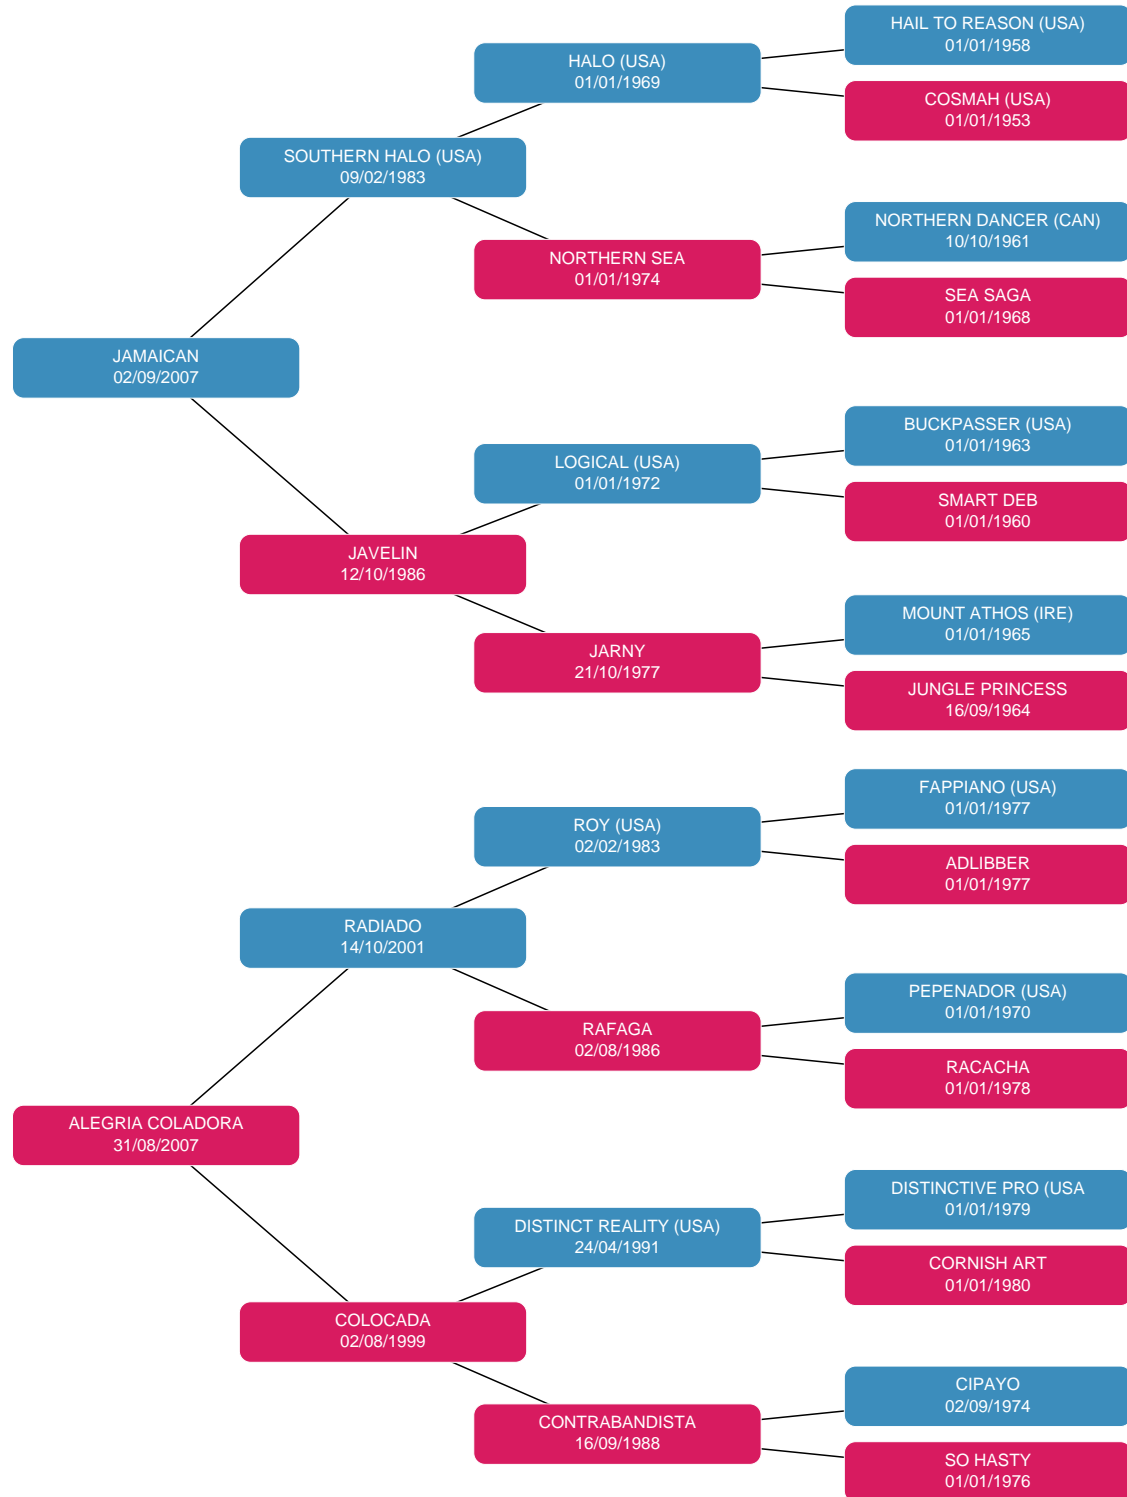 HAIL TO REASON (USA)
01/01/1958
HALO (USA)
01/01/1969
COSMAH (USA)
01/01/1953
SOUTHERN HALO (USA)
09/02/1983
NORTHERN DANCER (CAN)
10/10/1961
NORTHERN SEA
01/01/1974
SEA SAGA
01/01/1968
JAMAICAN
02/09/2007
BUCKPASSER (USA)
01/01/1963
LOGICAL (USA)
01/01/1972
SMART DEB
01/01/1960
JAVELIN
12/10/1986
MOUNT ATHOS (IRE)
01/01/1965
JARNY
21/10/1977
JUNGLE PRINCESS
16/09/1964
FAPPIANO (USA)
01/01/1977
ROY (USA)
02/02/1983
ADLIBBER
01/01/1977
RADIADO
14/10/2001
PEPENADOR (USA)
01/01/1970
RAFAGA
02/08/1986
RACACHA
01/01/1978
ALEGRIA COLADORA
31/08/2007
DISTINCTIVE PRO (USA
01/01/1979
DISTINCT REALITY (USA)
24/04/1991
CORNISH ART
01/01/1980
COLOCADA
02/08/1999
CIPAYO
02/09/1974
CONTRABANDISTA
16/09/1988
SO HASTY
01/01/1976